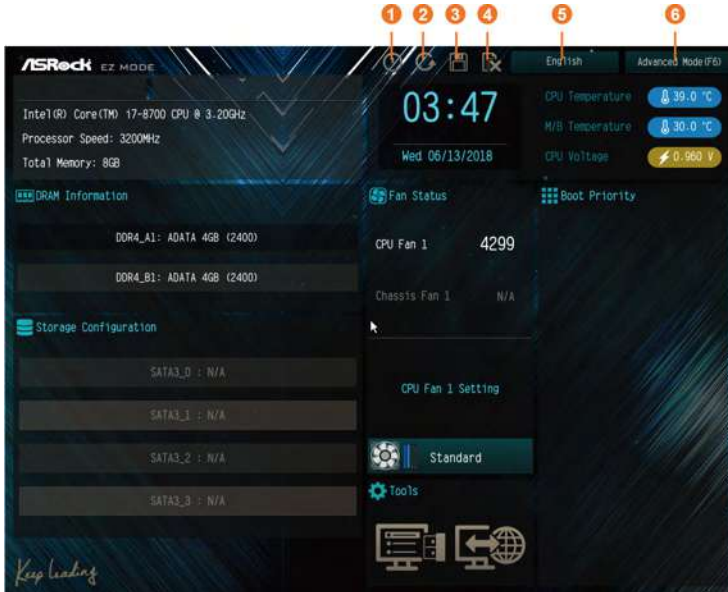 1 2 3 4 5 6
ASRock EZ MODE
English
Advanced Mode(F6)
Intel(R) Core(TM) i7-8700 CPU @ 3.20GHz
Processor Speed: 3200MHz
Total Memory: 8GB
03:47
Wed 06/13/2018
CPU Temperature 39.0 °C
M/B Temperature 30.0 °C
CPU Voltage 0.960 V
DRAM Information
DDR4_A1: ADATA 4GB (2400)
DDR4_B1: ADATA 4GB (2400)
Storage Configuration
SATA3_0 : N/A
SATA3_1 : N/A
SATA3_2 : N/A
SATA3_3 : N/A
Fan Status
CPU Fan 1 4299
Chassis Fan 1 N/A
CPU Fan 1 Setting
Standard
Tools
Boot Priority
Keep Leading